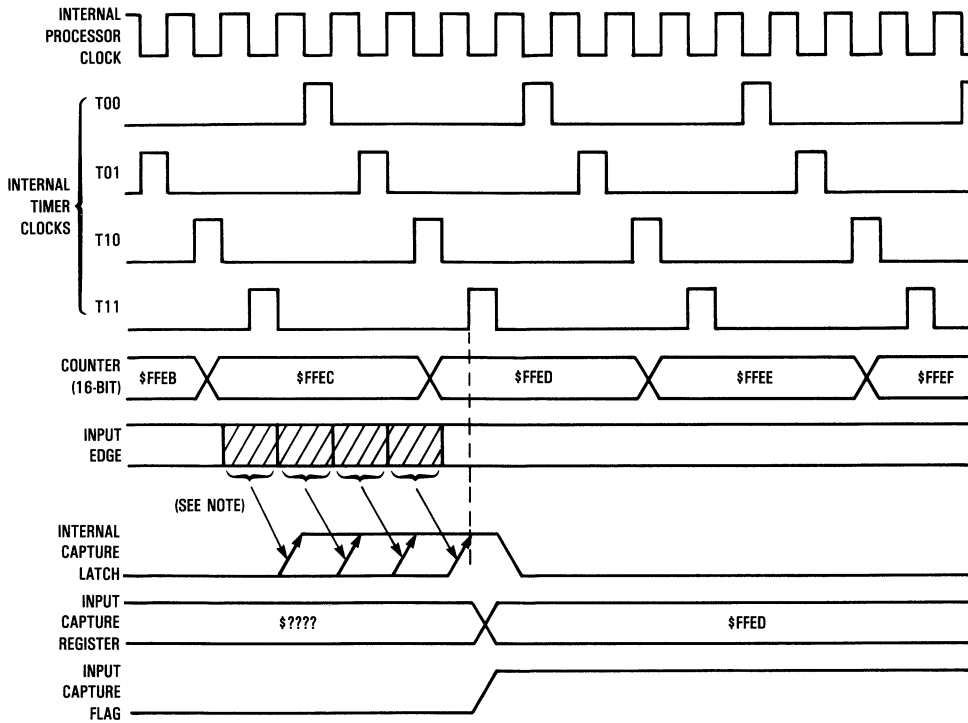 INTERNAL
PROCESSOR
CLOCK
INTERNAL
TIMER
CLOCKS
T00
T01
T10
T11
COUNTER
(16-BIT)
$FFEB
$FFEC
$FFED
$FFEE
$FFEF
INPUT
EDGE
(SEE NOTE)
INTERNAL
CAPTURE
LATCH
INPUT
CAPTURE
REGISTER
$????
$FFED
INPUT
CAPTURE
FLAG